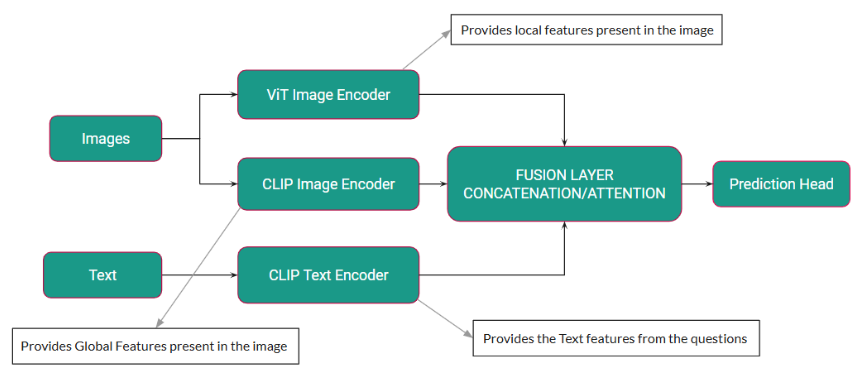 Provides local features present in the image
ViT Image Encoder
Images
CLIP Image Encoder
FUSION LAYER
CONCATENATION/ATTENTION
Prediction Head
Text
CLIP Text Encoder
Provides Global Features present in the image
Provides the Text features from the questions